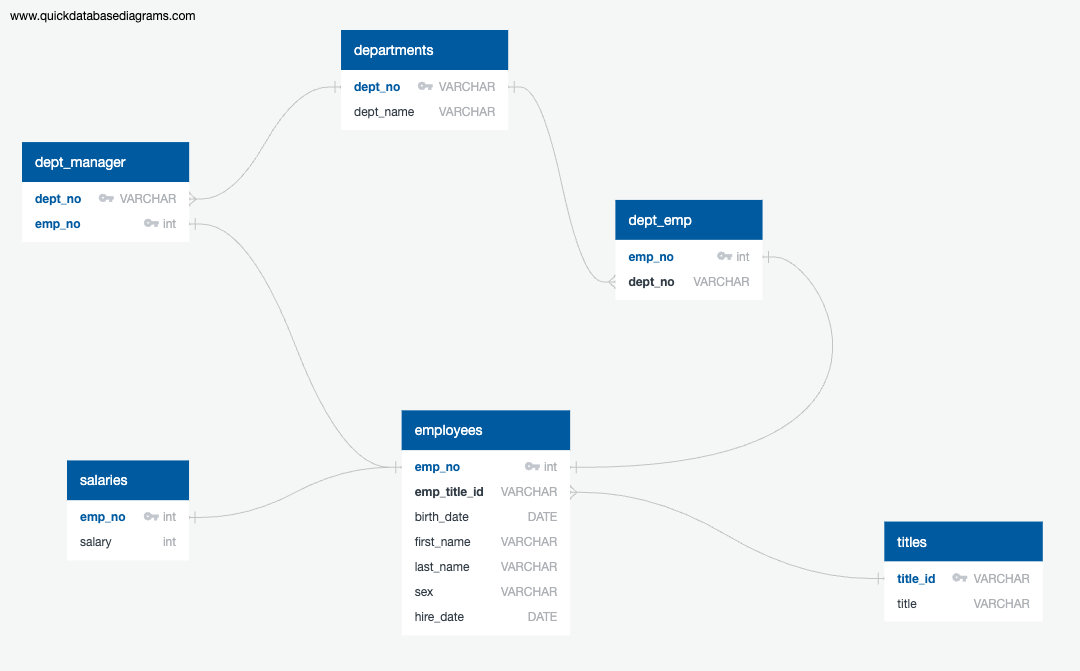 www.quickdatabasediagrams.com
departments
dept_no VARCHAR
dept_name VARCHAR
dept_manager
dept_no VARCHAR
emp_no int
dept_emp
emp_no int
dept_no VARCHAR
employees
emp_no int
emp_title_id VARCHAR
birth_date DATE
first_name VARCHAR
last_name VARCHAR
sex VARCHAR
hire_date DATE
salaries
emp_no int
salary int
titles
title_id VARCHAR
title VARCHAR